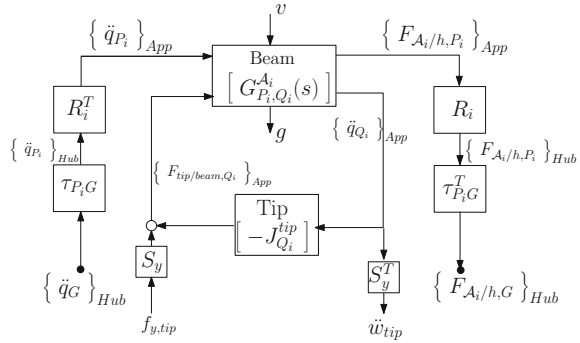 v
{ q̈_{P_i} }_{App}
{ F_{𝒜_i/h,P_i} }_{App}
Beam
[ G^{𝒜_i}_{P_i,Q_i}(s) ]
R_i^T
R_i
g
{ q̈_{Q_i} }_{App}
{ q̈_{P_i} }_{Hub}
{ F_{𝒜_i/h,P_i} }_{Hub}
{ F_{tip/beam,Q_i} }_{App}
τ_{P_iG}
τ^T_{P_iG}
Tip
[ −J^{tip}_{Q_i} ]
S_y
S_y^T
{ q̈_G }_{Hub}
{ F_{𝒜_i/h,G} }_{Hub}
f_{y,tip}
ẅ_{tip}